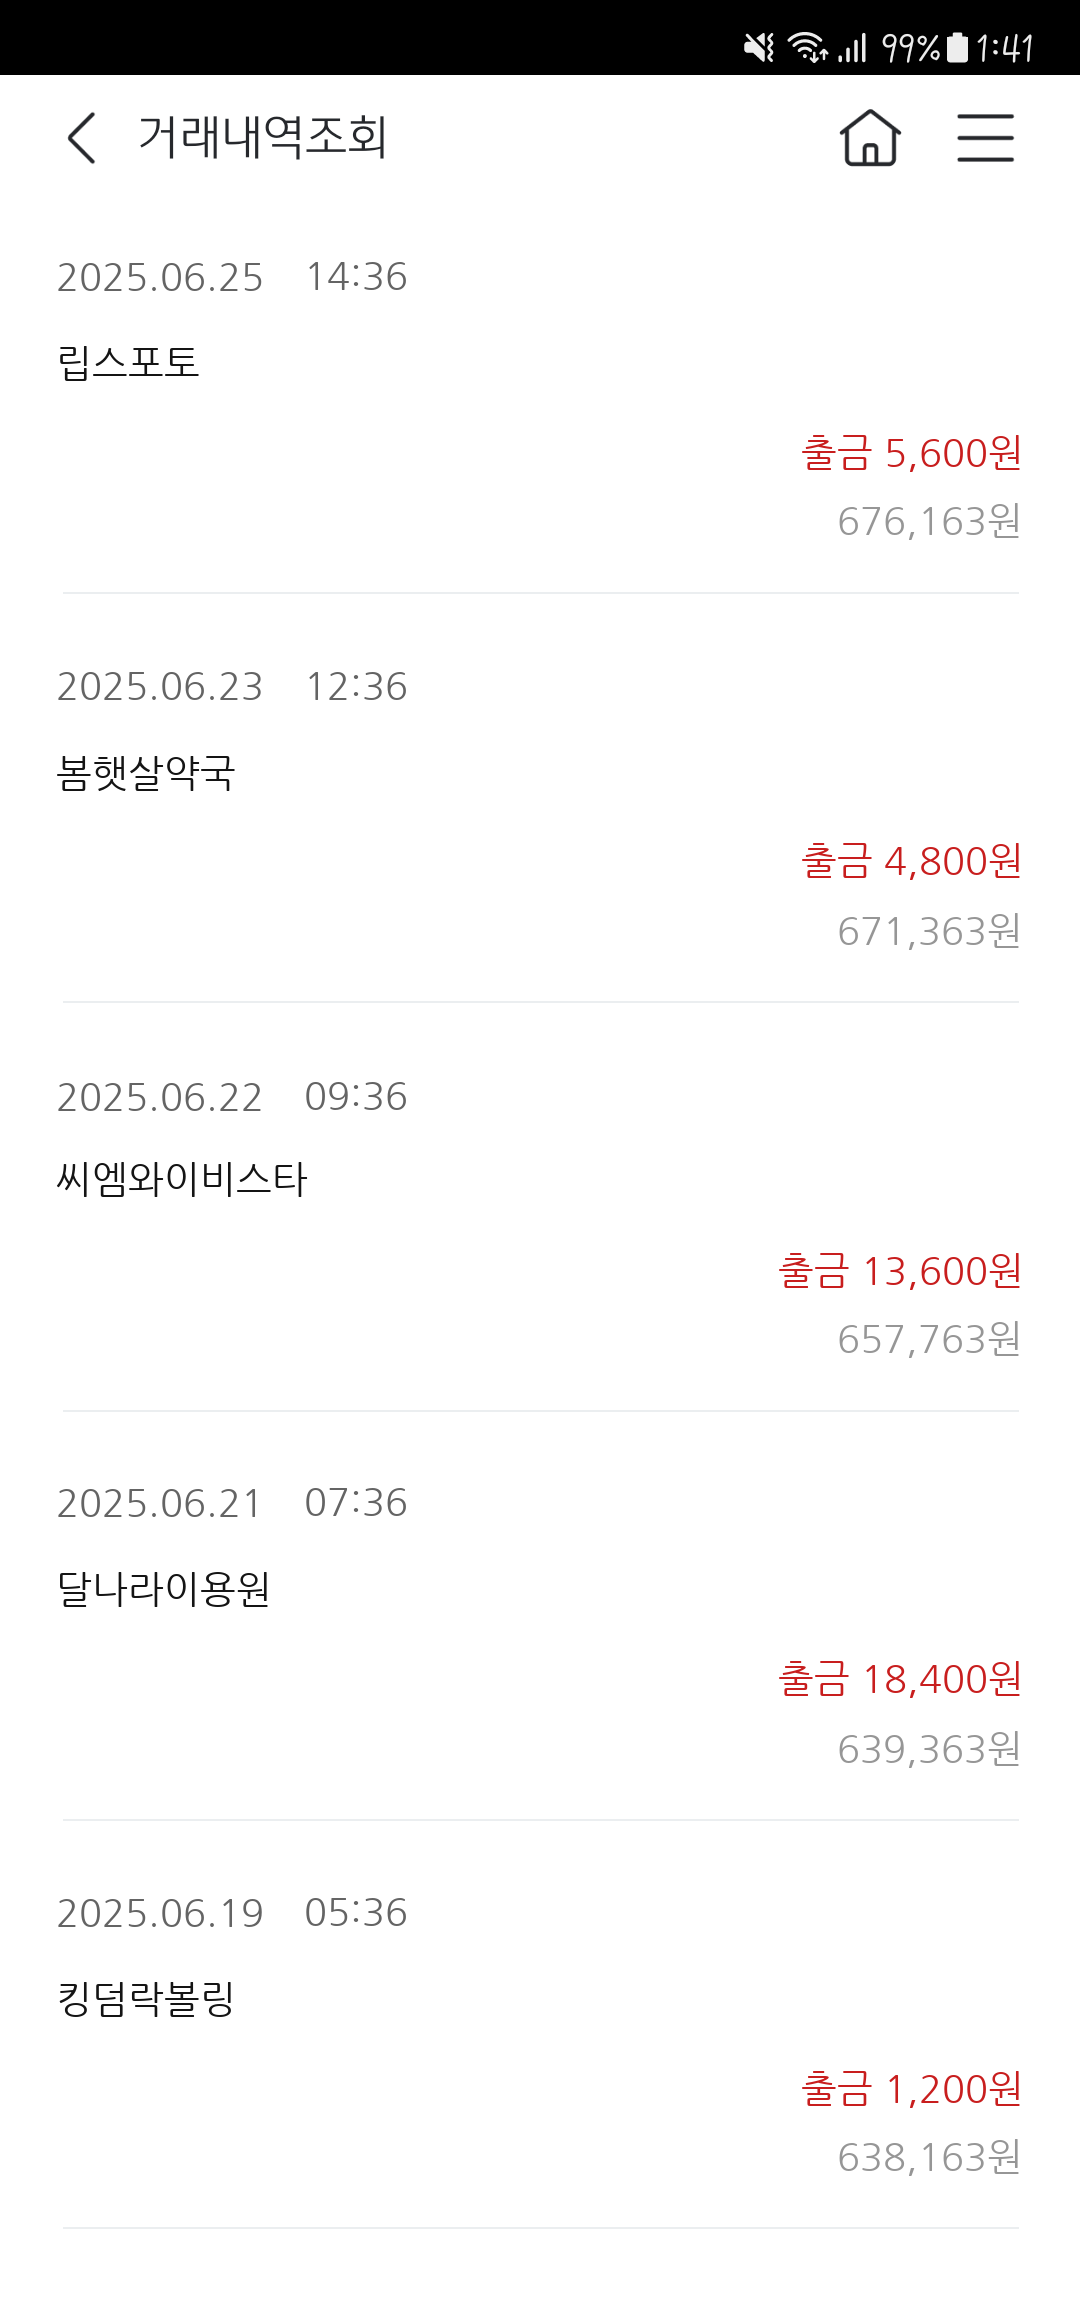 99% 1:41
거래내역조회
2025.06.25 14:36
립스포토
출금 5,600원
676,163원
2025.06.23 12:36
봄햇살약국
출금 4,800원
671,363원
2025.06.22 09:36
씨엠와이비스타
출금 13,600원
657,763원
2025.06.21 07:36
달나라이용원
출금 18,400원
639,363원
2025.06.19 05:36
킹덤락볼링
출금 1,200원
638,163원